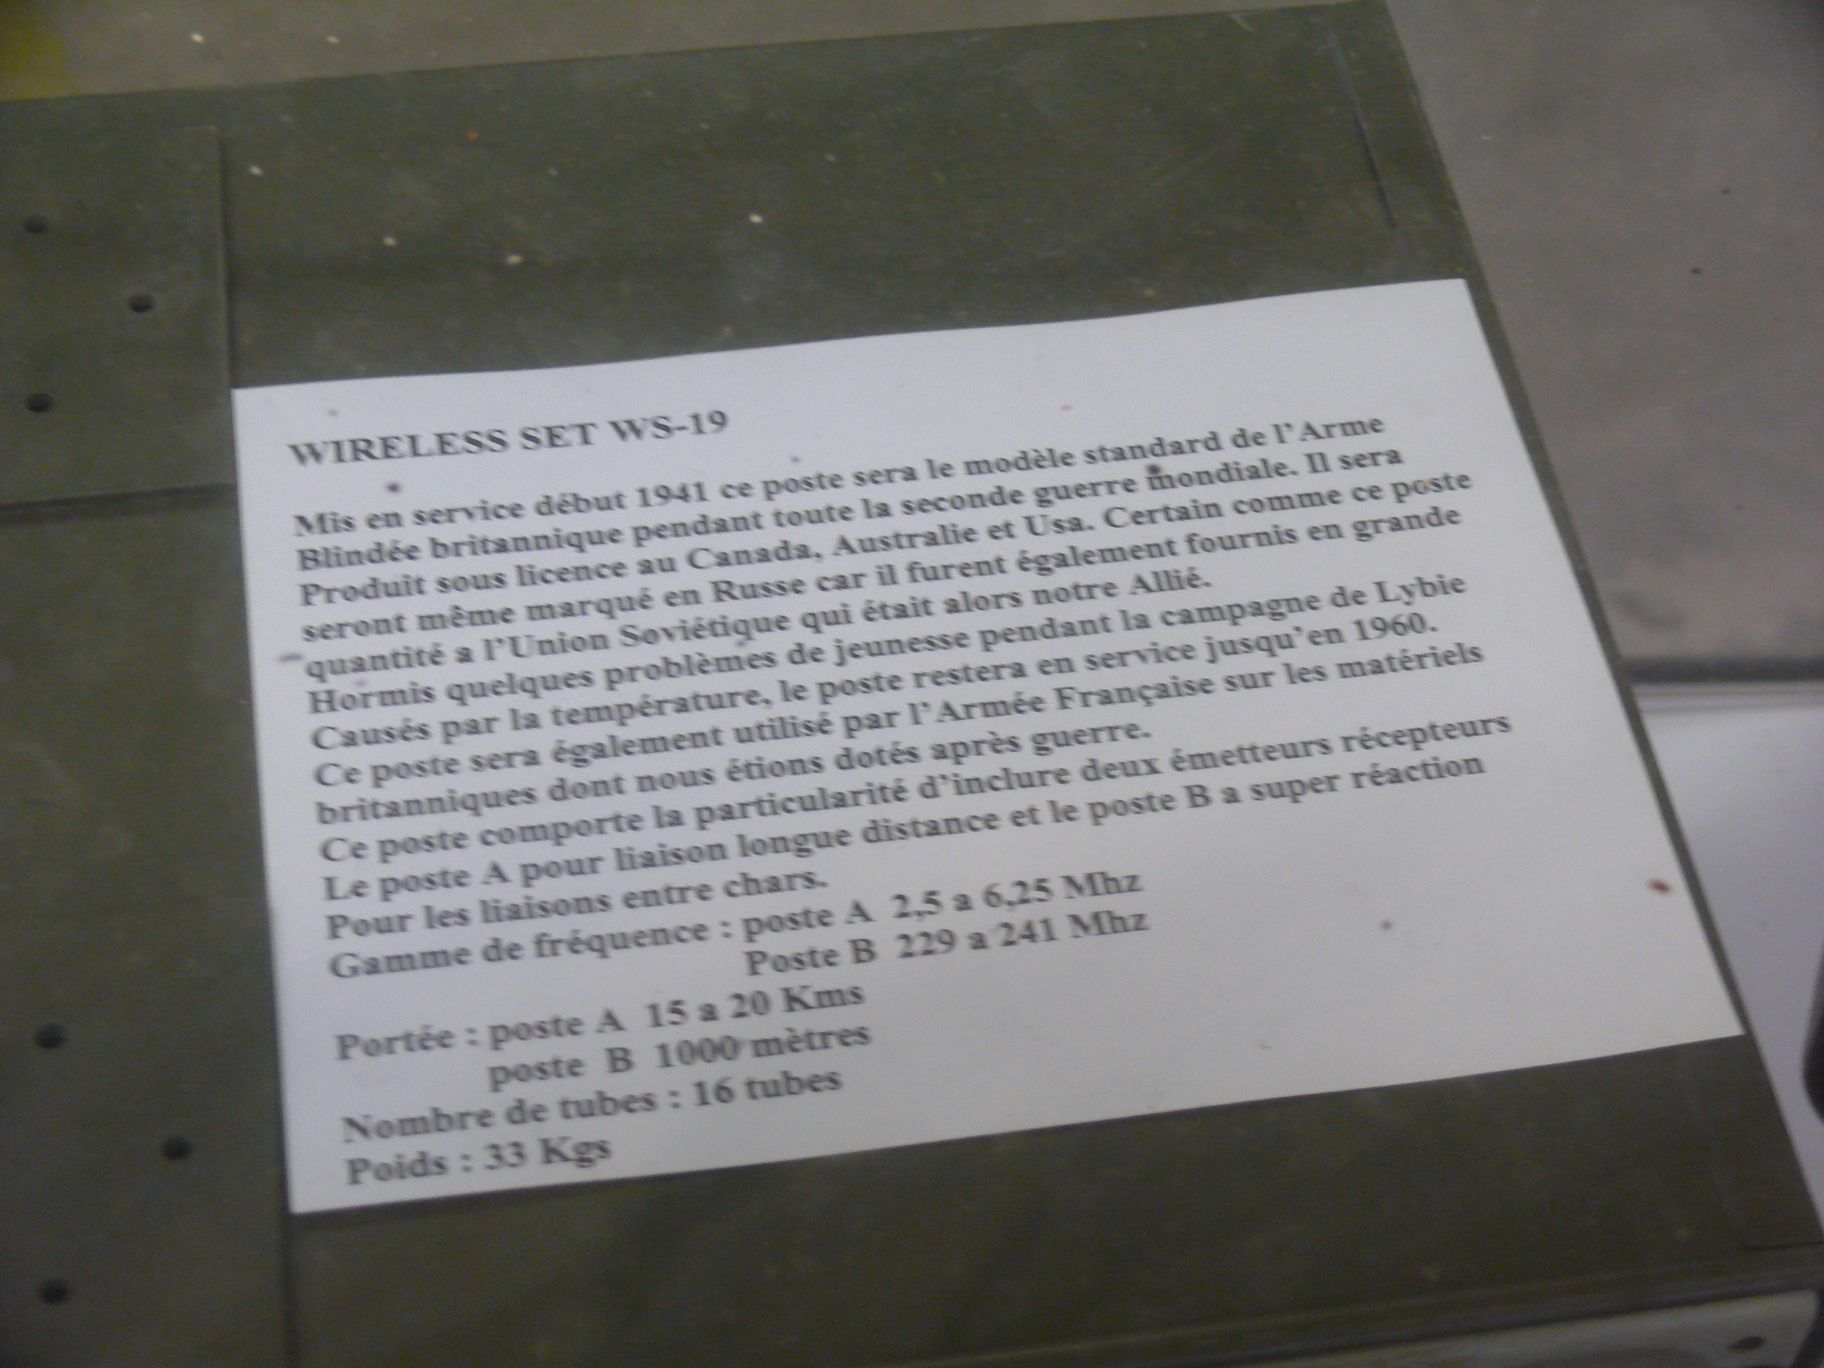 WIRELESS SET WS-19
Mis en service début 1941 ce poste sera le modèle standard de l'Arme
Blindée britannique pendant toute la seconde guerre mondiale. Il sera
Produit sous licence au Canada, Australie et Usa. Certain comme ce poste
seront même marqué en Russe car il furent également fournis en grande
quantité a l'Union Soviétique qui était alors notre Allié.
Hormis quelques problèmes de jeunesse pendant la campagne de Lybie
Causés par la température, le poste restera en service jusqu'en 1960.
Ce poste sera également utilisé par l'Armée Française sur les matériels
britanniques dont nous étions dotés après guerre.
Ce poste comporte la particularité d'inclure deux émetteurs récepteurs
Le poste A pour liaison longue distance et le poste B a super réaction
Pour les liaisons entre chars.
Gamme de fréquence : poste A 2,5 a 6,25 Mhz
Poste B 229 a 241 Mhz
Portée : poste A 15 a 20 Kms
poste B 1000 mètres
Nombre de tubes : 16 tubes
Poids : 33 Kgs